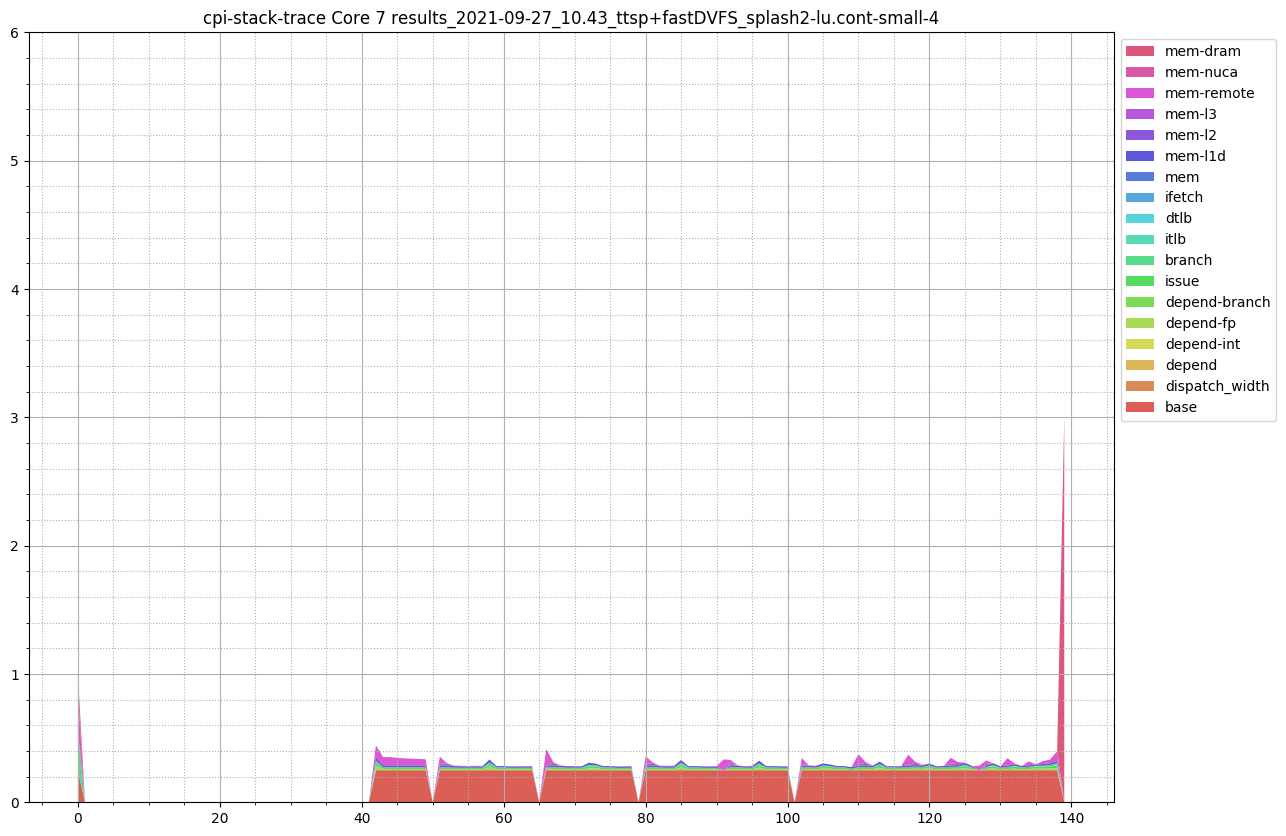 cpi-stack-trace Core 7 results_2021-09-27_10.43_ttsp+fastDVFS_splash2-lu.cont-small-4
6
5
4
3
2
1
0
0 20 40 60 80 100 120 140
mem-dram
mem-nuca
mem-remote
mem-l3
mem-l2
mem-l1d
mem
ifetch
dtlb
itlb
branch
issue
depend-branch
depend-fp
depend-int
depend
dispatch_width
base